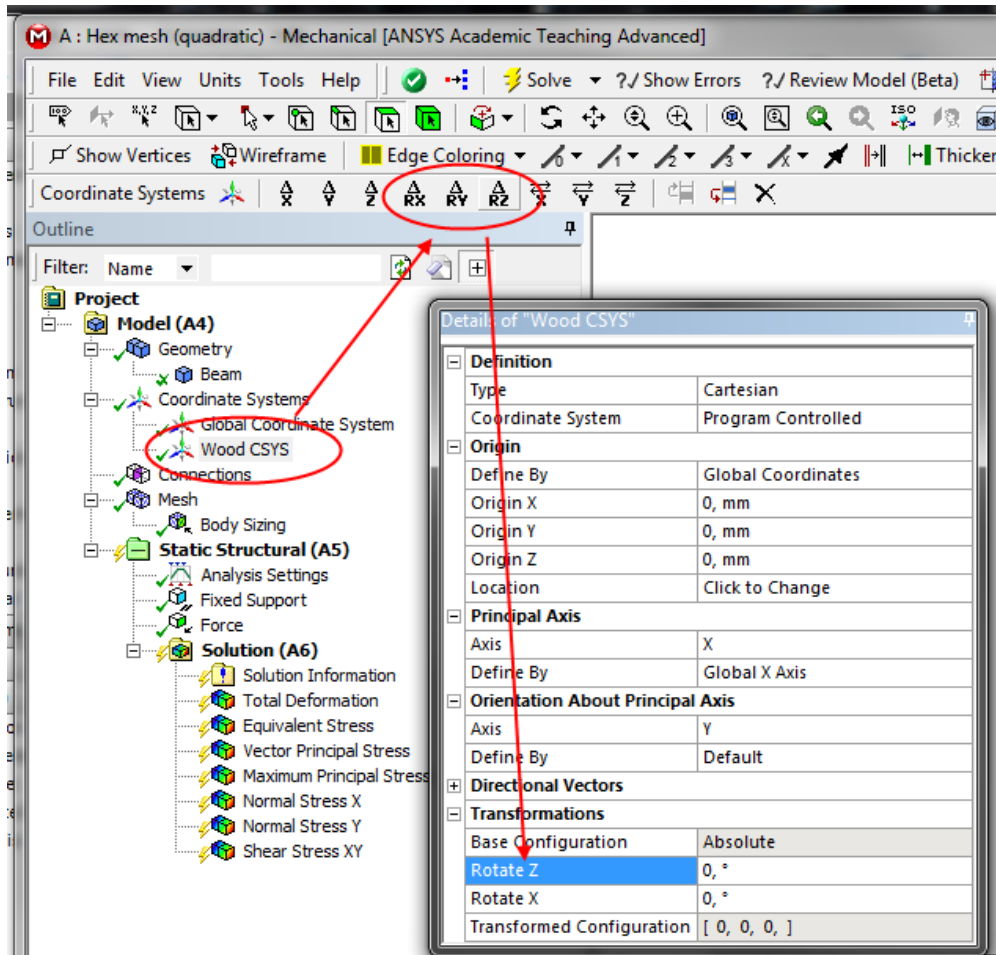 A : Hex mesh (quadratic) - Mechanical [ANSYS Academic Teaching Advanced]
File Edit View Units Tools Help Solve ?/ Show Errors ?/ Review Model (Beta)
Show Vertices Wireframe Edge Coloring Thicken
Coordinate Systems X Y Z RX RY RZ X Y Z
Outline
Filter: Name
Project
Model (A4)
Geometry
Beam
Coordinate Systems
Global Coordinate System
Wood CSYS
Connections
Mesh
Body Sizing
Static Structural (A5)
Analysis Settings
Fixed Support
Force
Solution (A6)
Solution Information
Total Deformation
Equivalent Stress
Vector Principal Stress
Maximum Principal Stress
Normal Stress X
Normal Stress Y
Shear Stress XY
Details of "Wood CSYS"
Definition
Type Cartesian
Coordinate System Program Controlled
Origin
Define By Global Coordinates
Origin X 0, mm
Origin Y 0, mm
Origin Z 0, mm
Location Click to Change
Principal Axis
Axis X
Define By Global X Axis
Orientation About Principal Axis
Axis Y
Define By Default
Directional Vectors
Transformations
Base Configuration Absolute
Rotate Z 0, °
Rotate X 0, °
Transformed Configuration [ 0, 0, 0, ]